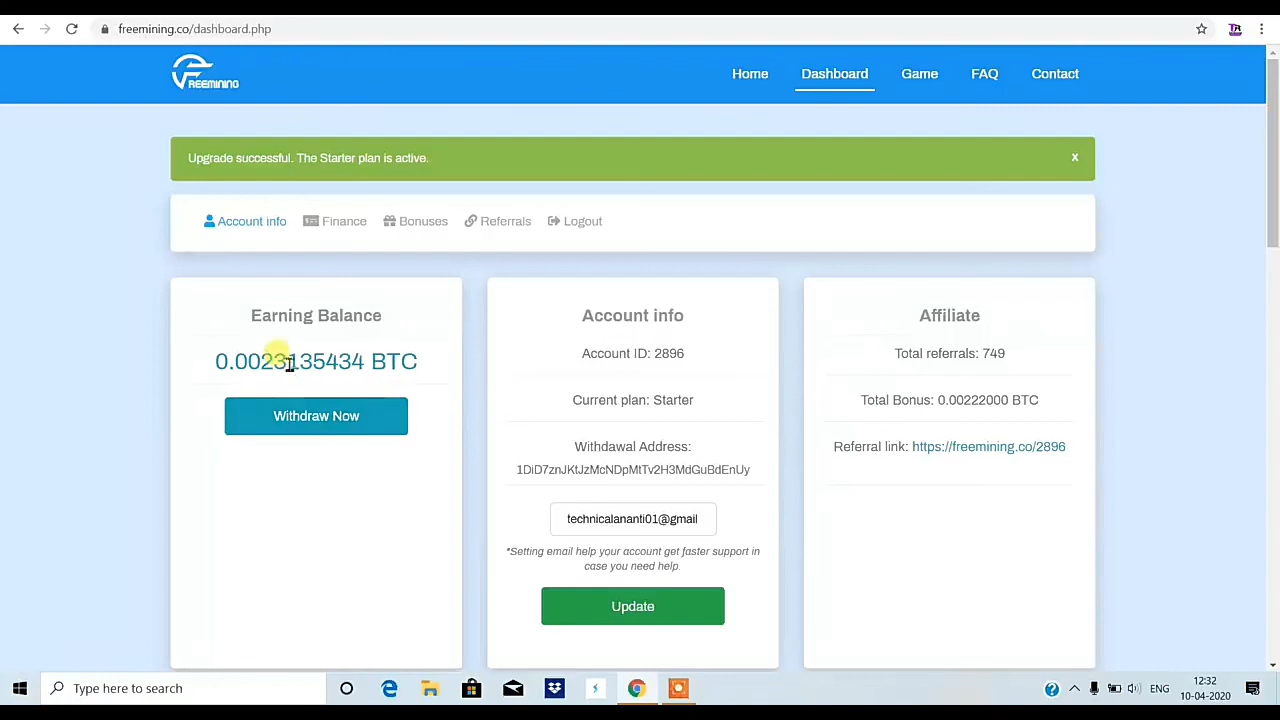 freemining.co/dashboard.php
FREEMINING
Home Dashboard Game FAQ Contact
Upgrade successful. The Starter plan is active. x
Account info Finance Bonuses Referrals Logout
Earning Balance
0.0023135434 BTC
Withdraw Now
Account info
Account ID: 2896
Current plan: Starter
Withdawal Address:
1DiD7znJKtJzMcNDpMtTv2H3MdGuBdEnUy
technicalananti01@gmail
*Setting email help your account get faster support in
case you need help.
Update
Affiliate
Total referrals: 749
Total Bonus: 0.00222000 BTC
Referral link: https://freemining.co/2896
Type here to search
ENG
12:32
10-04-2020